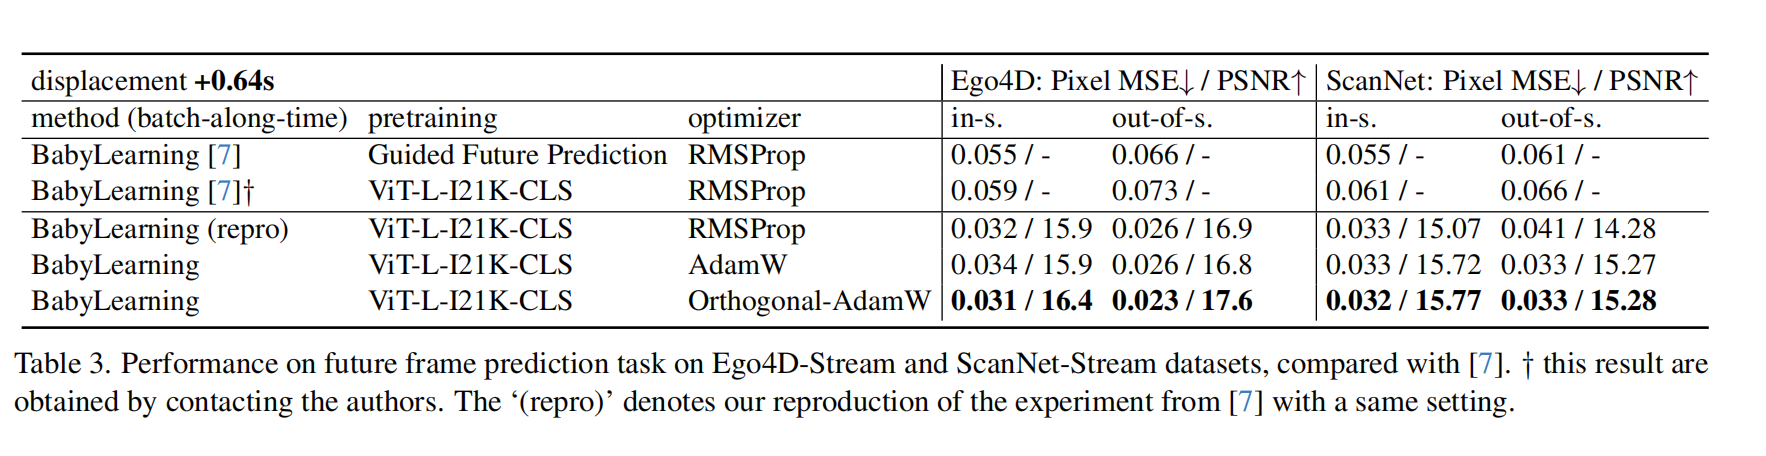 displacement +0.64s Ego4D: Pixel MSE↓ / PSNR↑ ScanNet: Pixel MSE↓ / PSNR↑
method (batch-along-time) pretraining optimizer in-s. out-of-s. in-s. out-of-s.
BabyLearning [7] Guided Future Prediction RMSProp 0.055 / - 0.066 / - 0.055 / - 0.061 / -
BabyLearning [7]† ViT-L-I21K-CLS RMSProp 0.059 / - 0.073 / - 0.061 / - 0.066 / -
BabyLearning (repro) ViT-L-I21K-CLS RMSProp 0.032 / 15.9 0.026 / 16.9 0.033 / 15.07 0.041 / 14.28
BabyLearning ViT-L-I21K-CLS AdamW 0.034 / 15.9 0.026 / 16.8 0.033 / 15.72 0.033 / 15.27
BabyLearning ViT-L-I21K-CLS Orthogonal-AdamW 0.031 / 16.4 0.023 / 17.6 0.032 / 15.77 0.033 / 15.28
Table 3. Performance on future frame prediction task on Ego4D-Stream and ScanNet-Stream datasets, compared with [7]. † this result are
obtained by contacting the authors. The ‘(repro)’ denotes our reproduction of the experiment from [7] with a same setting.